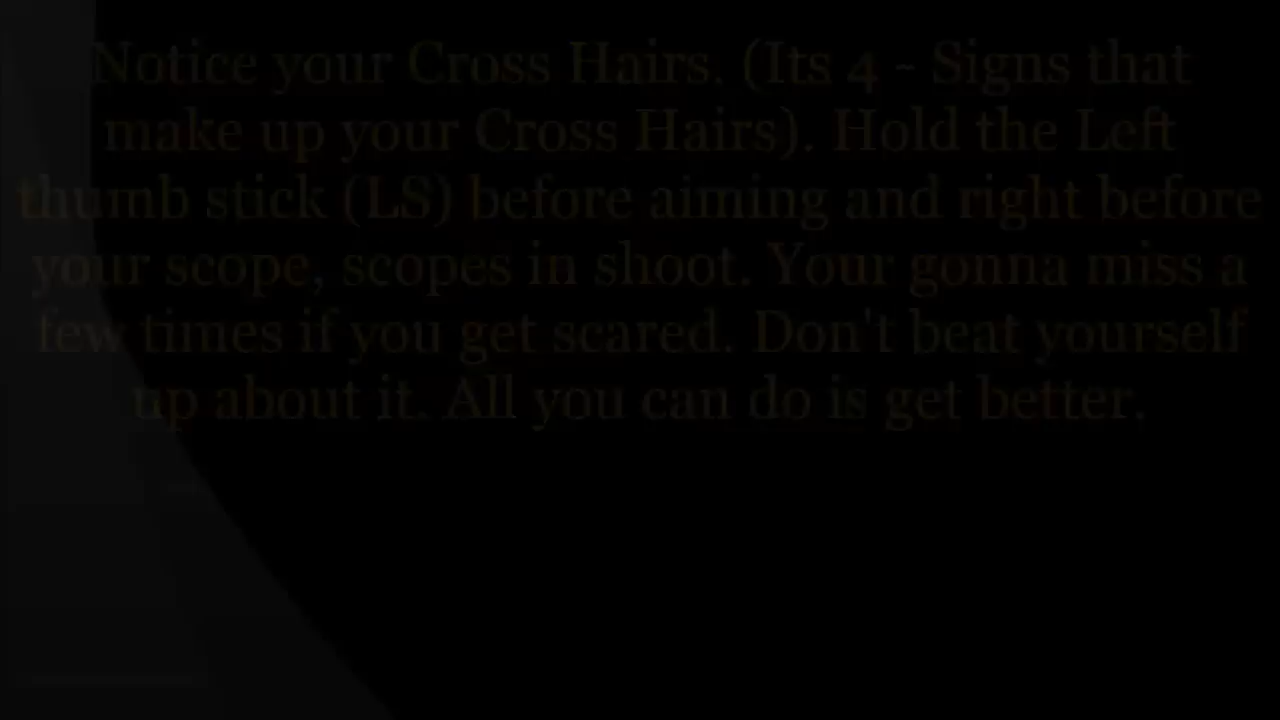 Notice your Cross Hairs. (Its 4 - Signs that
make up your Cross Hairs). Hold the Left
thumb stick (LS) before aiming and right before
your scope, scopes in shoot. Your gonna miss a
few times if you get scared. Don't beat yourself
up about it. All you can do is get better.